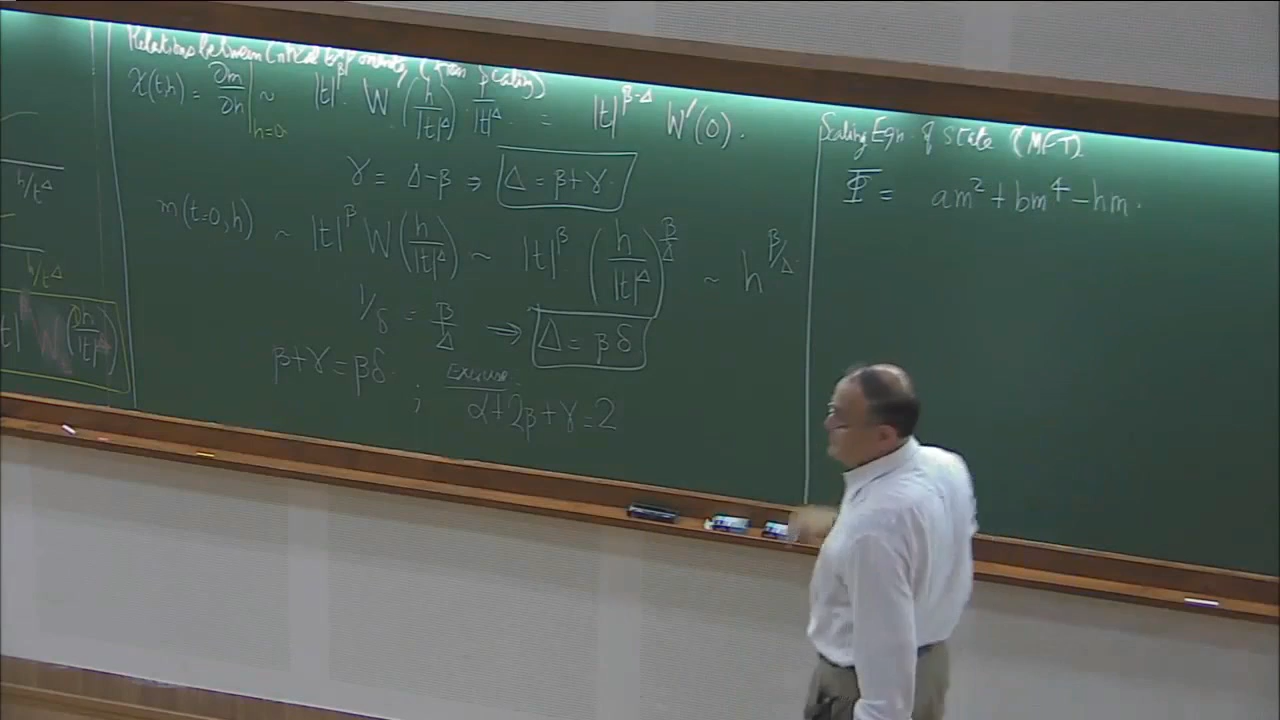 h/t^Δ
h/t^Δ
|t| W(h/|t|^Δ)
Relations between Critical Exponents (from Scaling)
χ(t,h) = ∂m/∂h|_{h=0} ~ |t|^β · W'(h/|t|^Δ) 1/|t|^Δ · = |t|^{β-Δ} W'(0).
γ = Δ-β ⇒ Δ = β+γ.
m(t=0,h) ~ |t|^β W(h/|t|^Δ) ~ |t|^β (h/|t|^Δ)^{β/Δ} ~ h^{β/Δ}.
1/δ = β/Δ ⇒ Δ = βδ
β+γ = βδ. ; Exercise:
α+2β+γ=2
Scaling Eqn. of State (MFT)
Φ = am² + bm⁴ - hm.